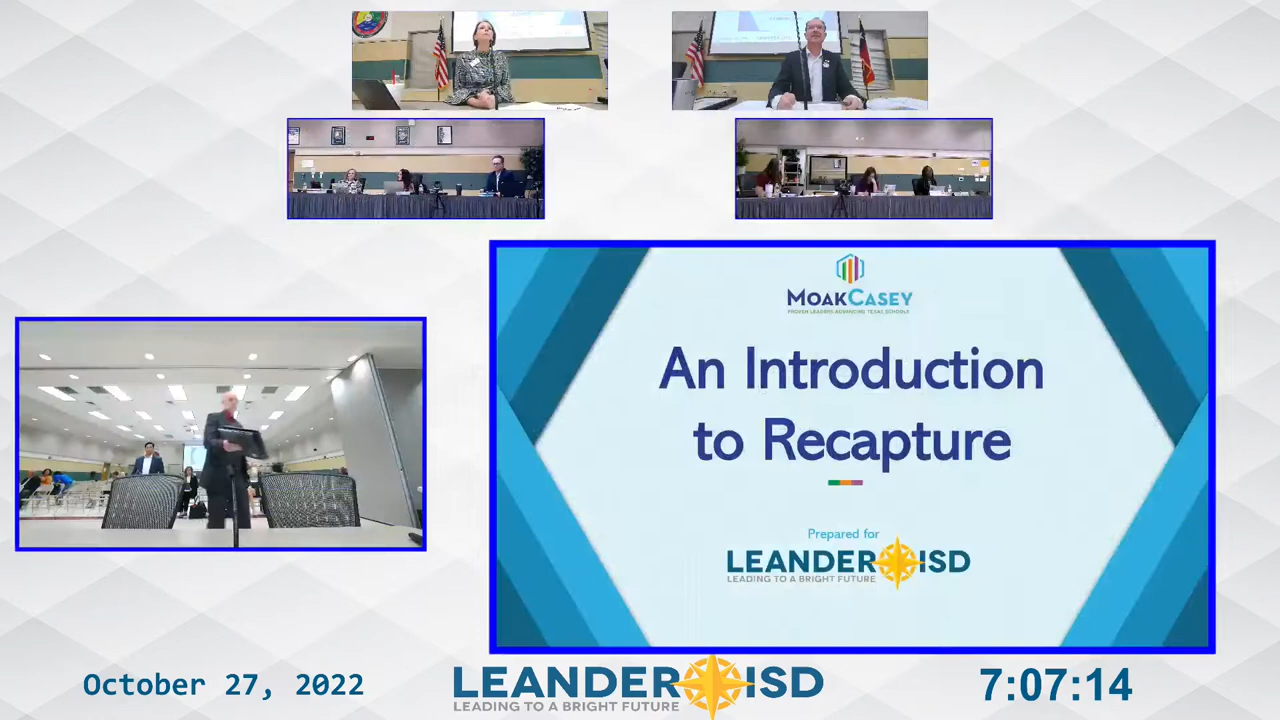 MOAKCASEY
PROVEN LEADERS ADVANCING TEXAS SCHOOLS
An Introduction
to Recapture
Prepared for
LEANDER ISD
LEADING TO A BRIGHT FUTURE
October 27, 2022
LEANDER ISD
LEADING TO A BRIGHT FUTURE
7:07:14